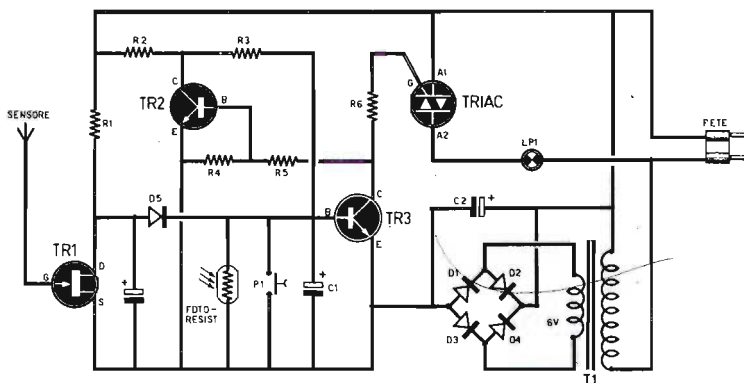 R2
R3
C
TR2
B
E
R1
R4
R5
R6
G
A1
TRIAC
A2
LP1
RETE
SENSORE
D5
B
C
TR3
E
C2
+
TR1
G
D
S
+
FOTO-
RESIST
P1
+
C1
D1
D2
D3
D4
6V
T1